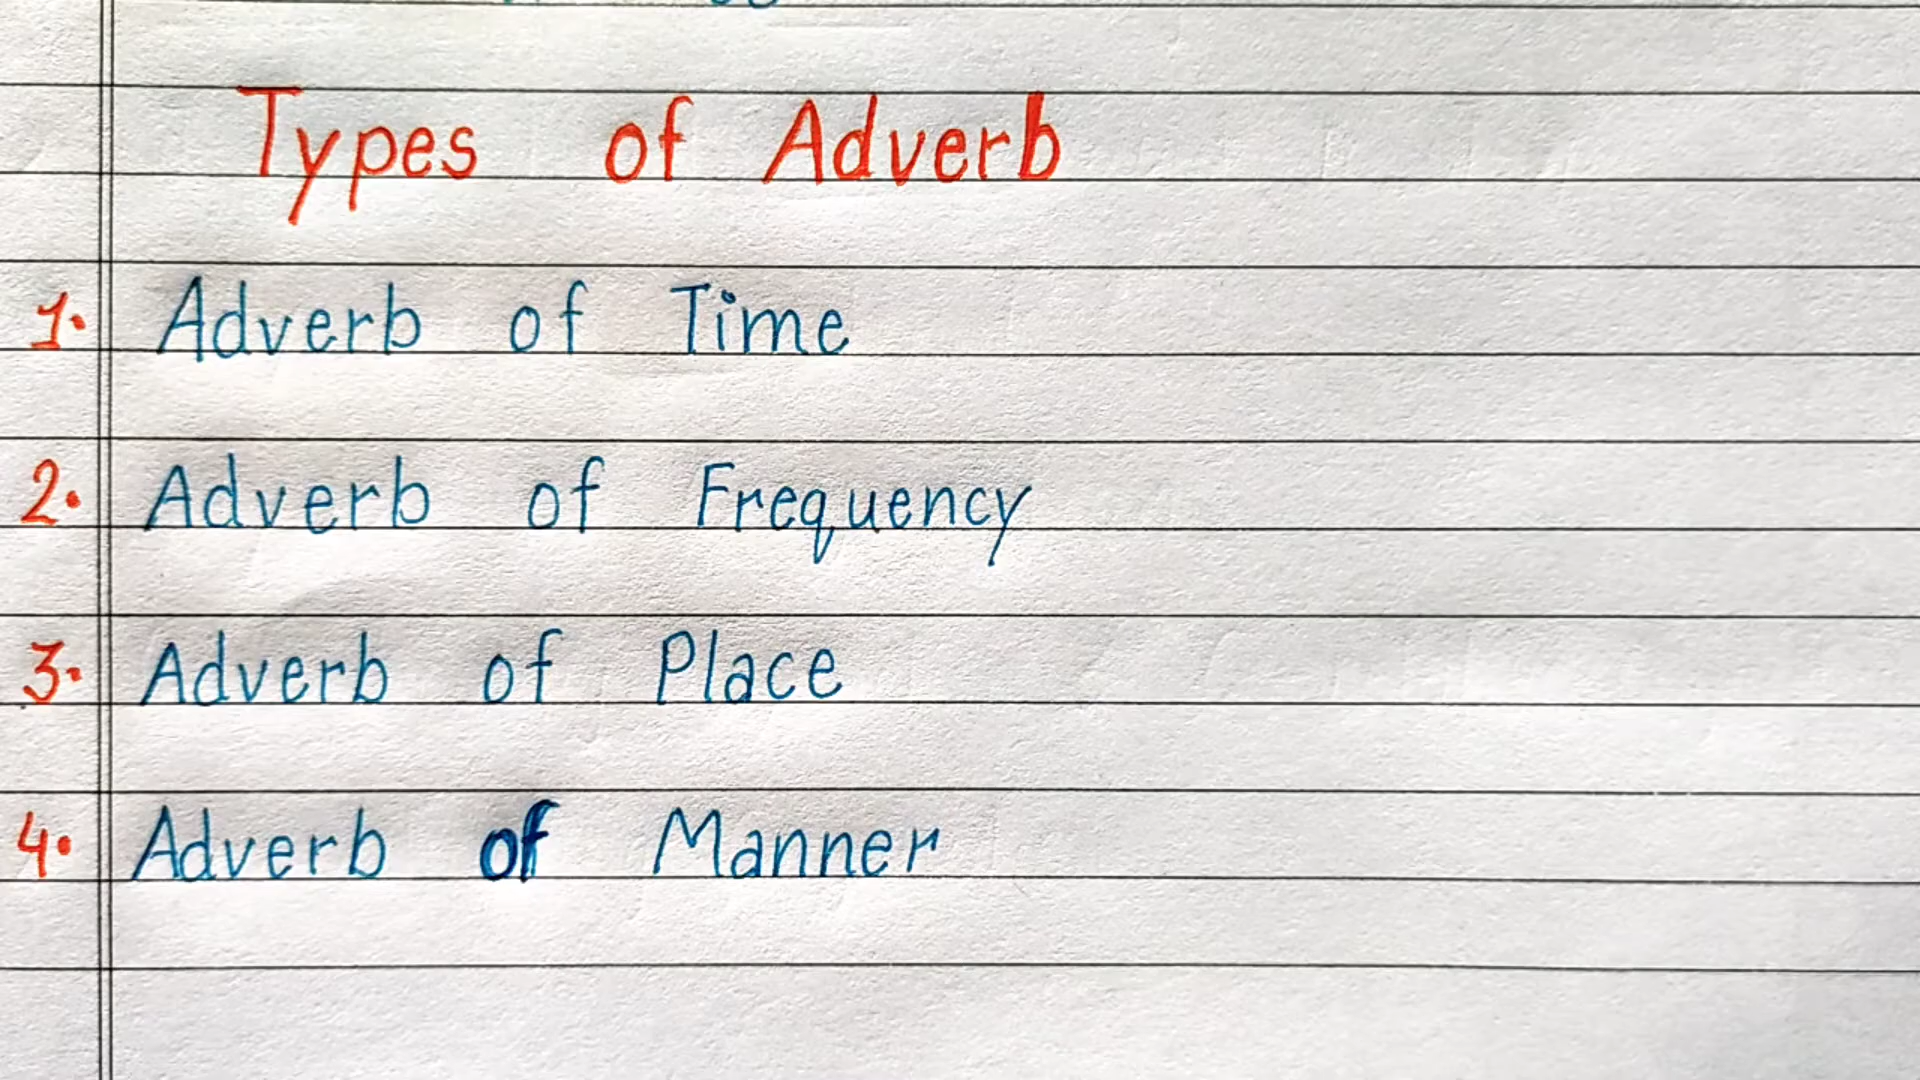 Types of Adverb
1. Adverb of Time
2. Adverb of Frequency
3. Adverb of Place
4. Adverb of Manner